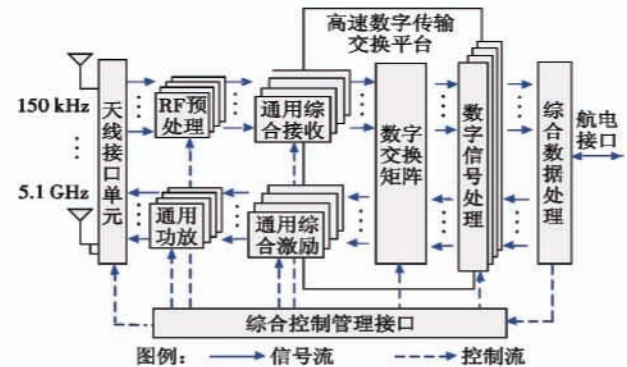 高速数字传输
交换平台
150 kHz
⋮
5.1 GHz
天线接口单元
RF预
处理
通用综
合接收
通用
功放
通用综
合激励
数字
交换
矩阵
数字信号处理
综合数据处理
航电
接口
综合控制管理接口
图例：
信号流
控制流